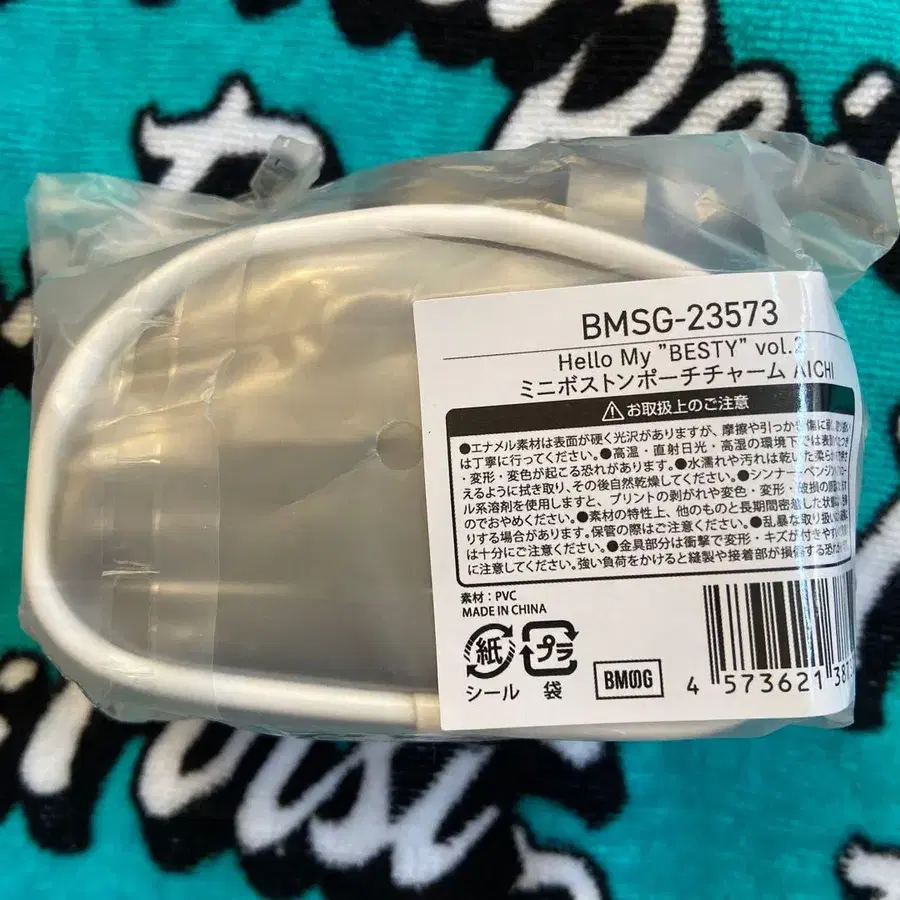 BMSG-23573
Hello My "BESTY" vol.2
ミニボストンポーチチャーム AICHI
お取扱上のご注意
●エナメル素材は表面が硬く光沢がありますが、摩擦や引っかき傷に弱い
は丁寧に行ってください。●高温・直射日光・高湿の環境下では表面
・変形・変色が起こる恐れがあります。●水濡れや汚れは乾いた柔らかい
えるように拭き取り、その後自然乾燥してください。●シンナー・ベンジン
ル系溶剤を使用しますと、プリントの剥がれや変色・変形・破損の原因
のでおやめください。●素材の特性上、他のものと長期間密着した状態
りする場合があります。保管の際はご注意ください。●乱暴な取り扱い
は十分にご注意ください。●金具部分は衝撃で変形・キズが付きやすい
に注意してください。強い負荷をかけると縫製や接着部が損傷する恐れが
素材：PVC
MADE IN CHINA
紙 プラ
シール 袋
BMSG
4 573621 387